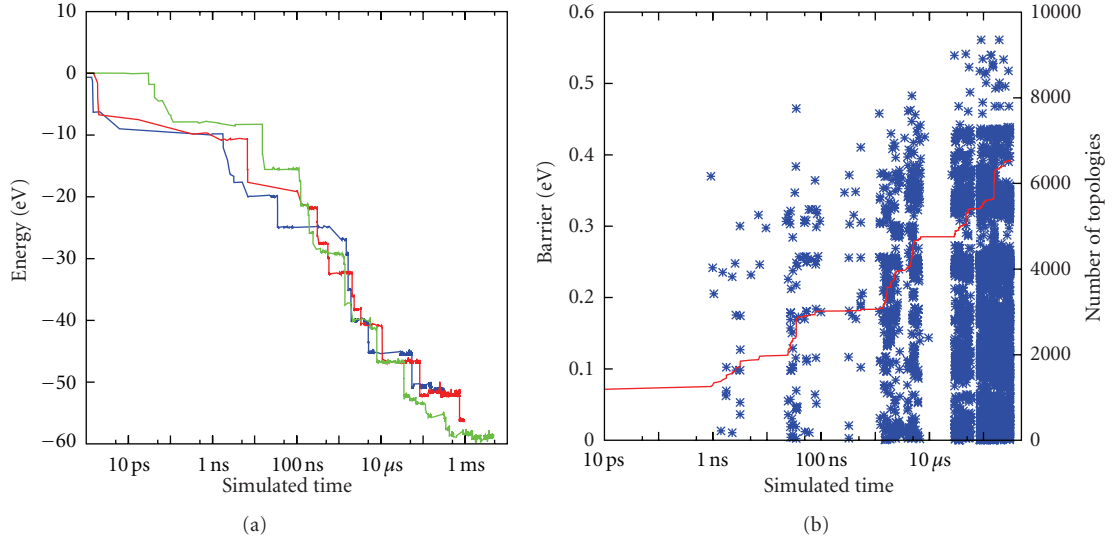 10
0
−10
−20
−30
−40
−50
−60
Energy (eV)
10 ps
1 ns
100 ns
10 µs
1 ms
Simulated time
(a)
0.6
0.5
0.4
0.3
0.2
0.1
0
Barrier (eV)
10 ps
1 ns
100 ns
10 µs
Simulated time
10000
8000
6000
4000
2000
0
Number of topologies
(b)